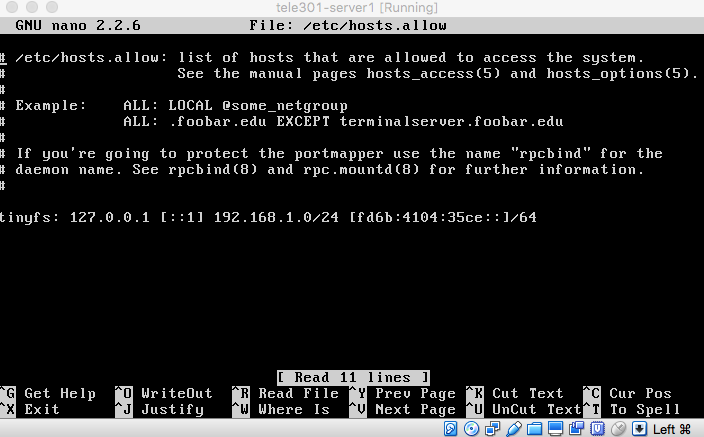 tele301-server1 [Running]
GNU nano 2.2.6 File: /etc/hosts.allow
# /etc/hosts.allow: list of hosts that are allowed to access the system.
# See the manual pages hosts_access(5) and hosts_options(5).
#
# Example: ALL: LOCAL @some_netgroup
# ALL: .foobar.edu EXCEPT terminalserver.foobar.edu
#
# If you're going to protect the portmapper use the name "rpcbind" for the
# daemon name. See rpcbind(8) and rpc.mountd(8) for further information.
#
tinyfs: 127.0.0.1 [::1] 192.168.1.0/24 [fd6b:4104:35ce::]/64
[ Read 11 lines ]
^G Get Help ^O WriteOut ^R Read File ^Y Prev Page ^K Cut Text ^C Cur Pos
^X Exit ^J Justify ^W Where Is ^V Next Page ^U UnCut Text ^T To Spell
Left ⌘